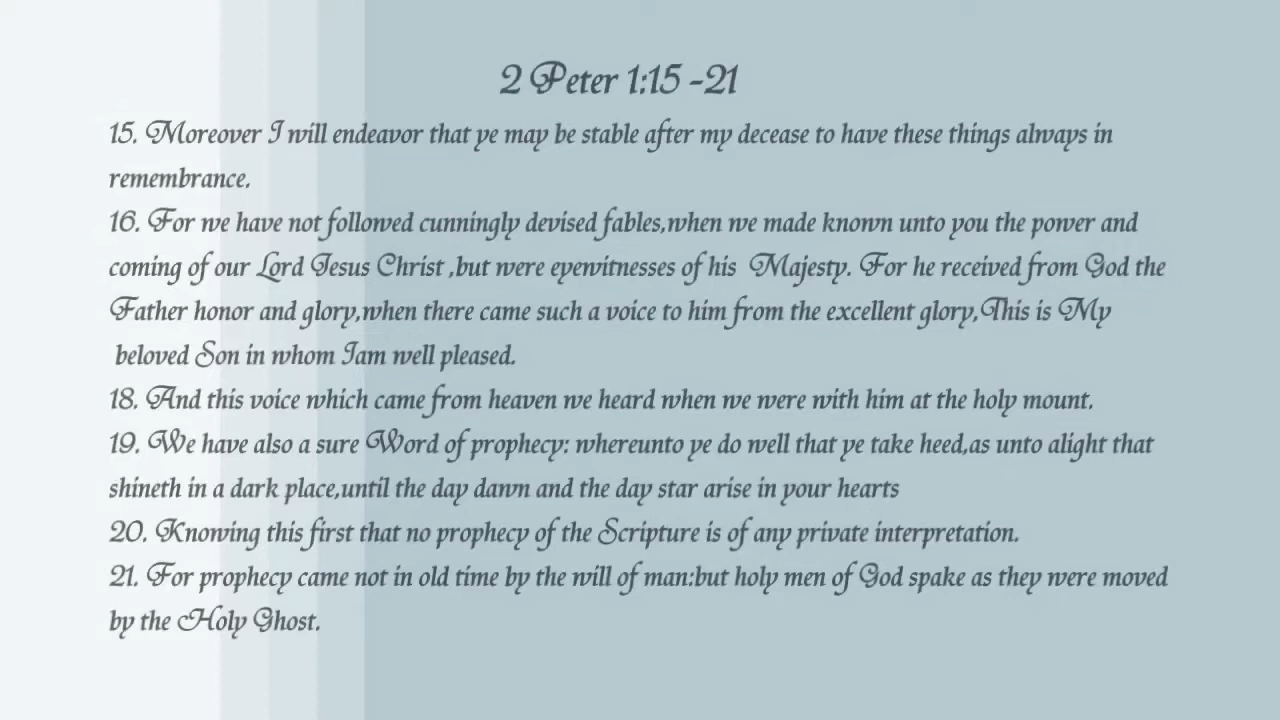 2 Peter 1:15 -21
15. Moreover I will endeavor that ye may be stable after my decease to have these things always in
remembrance.
16. For we have not followed cunningly devised fables,when we made known unto you the power and
coming of our Lord Jesus Christ ,but were eyewitnesses of his  Majesty. For he received from God the
Father honor and glory,when there came such a voice to him from the excellent glory,This is My
beloved Son in whom Iam well pleased.
18. And this voice which came from heaven we heard when we were with him at the holy mount.
19. We have also a sure Word of prophecy: whereunto ye do well that ye take heed,as unto alight that
shineth in a dark place,until the day dawn and the day star arise in your hearts
20. Knowing this first that no prophecy of the Scripture is of any private interpretation.
21. For prophecy came not in old time by the will of man:but holy men of God spake as they were moved
by the Holy Ghost.